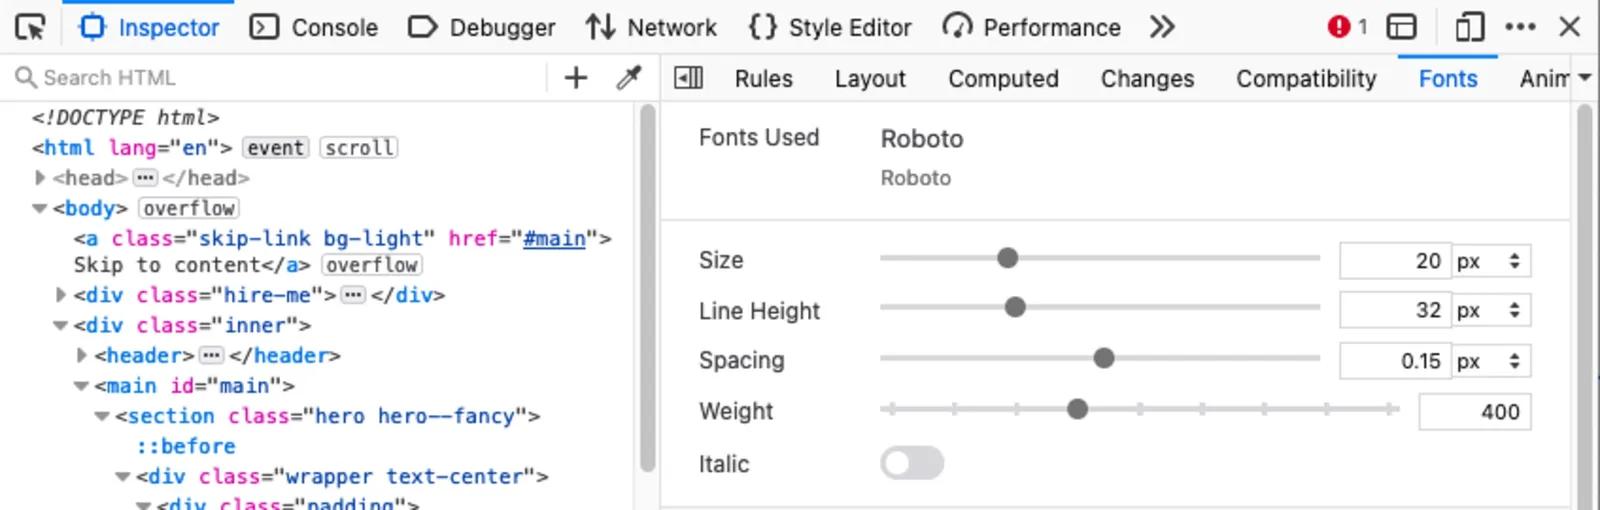 Inspector Console Debugger Network Style Editor Performance 1
Search HTML
Rules Layout Computed Changes Compatibility Fonts Anim
<!DOCTYPE html>
<html lang="en"> event scroll
<head> ••• </head>
<body> overflow
<a class="skip-link bg-light" href="#main">
Skip to content</a> overflow
<div class="hire-me"> ••• </div>
<div class="inner">
<header> ••• </header>
<main id="main">
<section class="hero hero--fancy">
::before
<div class="wrapper text-center">
<div class="padding">
Fonts Used Roboto
Roboto
Size 20 px
Line Height 32 px
Spacing 0.15 px
Weight 400
Italic